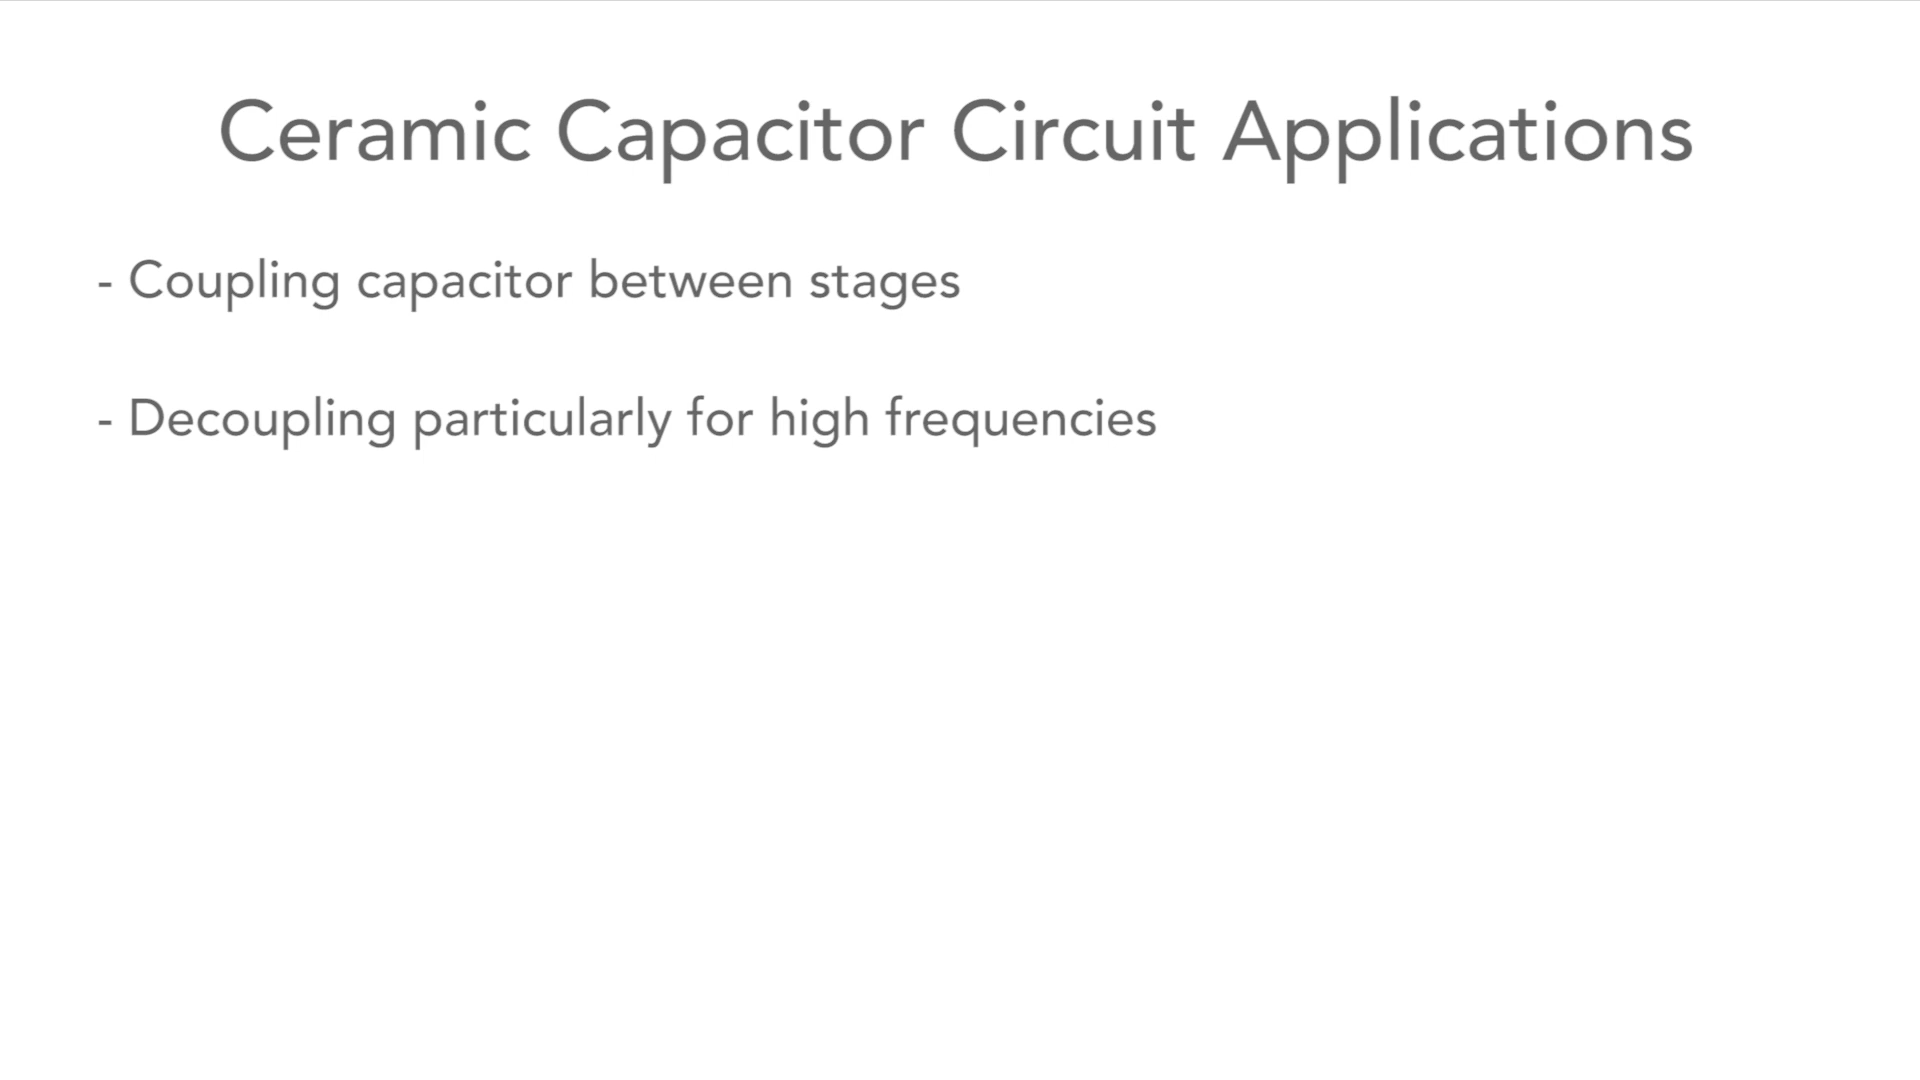 Ceramic Capacitor Circuit Applications
- Coupling capacitor between stages
- Decoupling particularly for high frequencies